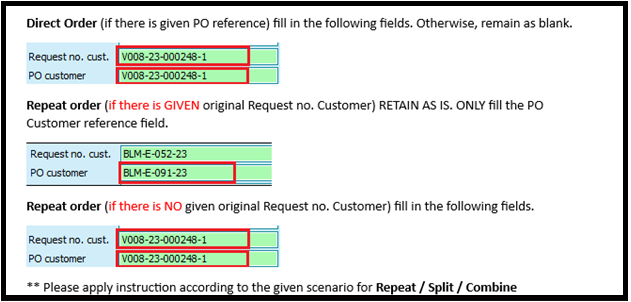 Direct Order (if there is given PO reference) fill in the following fields. Otherwise, remain as blank.
Request no. cust. V008-23-000248-1
PO customer V008-23-000248-1
Repeat order (if there is GIVEN original Request no. Customer) RETAIN AS IS. ONLY fill the PO
Customer reference field.
Request no. cust. BLM-E-052-23
PO customer BLM-E-091-23
Repeat order (if there is NO given original Request no. Customer) fill in the following fields.
Request no. cust. V008-23-000248-1
PO customer V008-23-000248-1
** Please apply instruction according to the given scenario for Repeat / Split / Combine